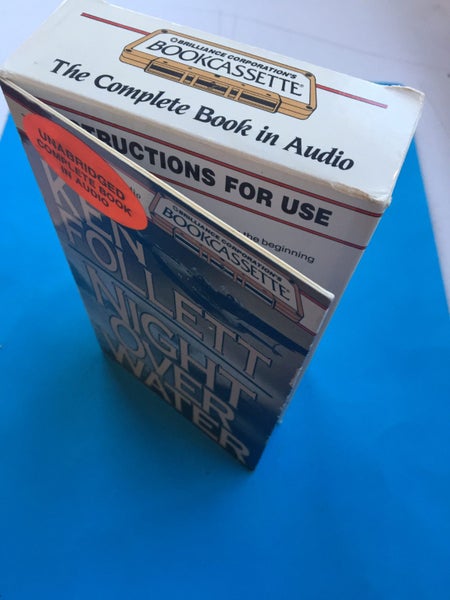 BRILLIANCE CORPORATION'S
BOOKCASSETTE®
The Complete Book in Audio
STRUCTIONS FOR USE
the beginning
UNABRIDGED
COMPLETE BOOK
IN AUDIO
BRILLIANCE CORPORATION'S
BOOKCASSETTE®
KEN
FOLLETT
NIGHT
OVER
WATER